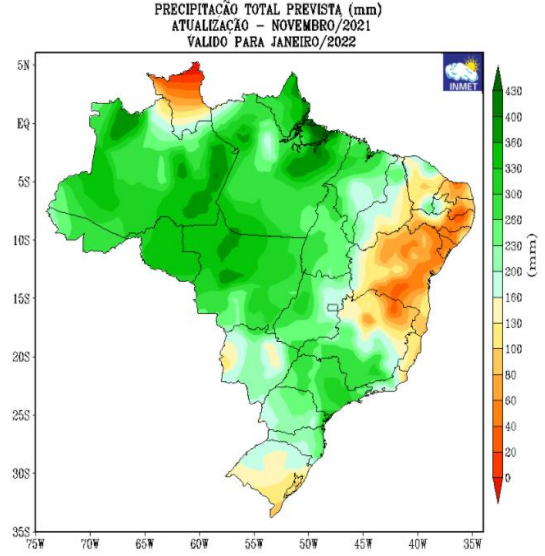 PRECIPITAÇÃO TOTAL PREVISTA (mm)
ATUALIZAÇÃO - NOVEMBRO/2021
VALIDO PARA JANEIRO/2022
INMET
5N
EQ
5S
10S
15S
20S
25S
30S
35S
75W 70W 65W 60W 55W 50W 45W 40W 35W
430
400
360
330
300
260
230
200
160
130
100
80
60
40
20
0
(mm)